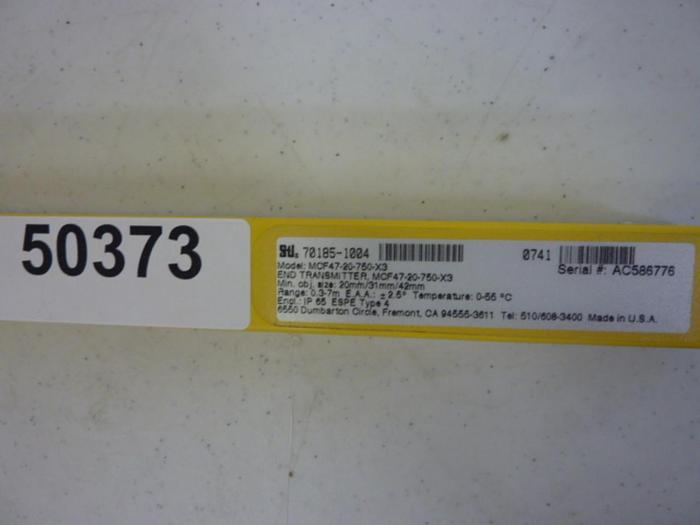 50373
STI. 70185-1004 0741
Model: MCF47-20-750-X3 Serial #: AC586776
END TRANSMITTER, MCF47-20-750-X3
Min. obj. size: 20mm/31mm/42mm
Range: 0.3-7m E.A.A.: ±2.5° Temperature: 0-55 °C
Encl.: IP 65 ESPE Type 4
6550 Dumbarton Circle, Fremont, CA 94555-3611 Tel: 510/608-3400 Made in U.S.A.